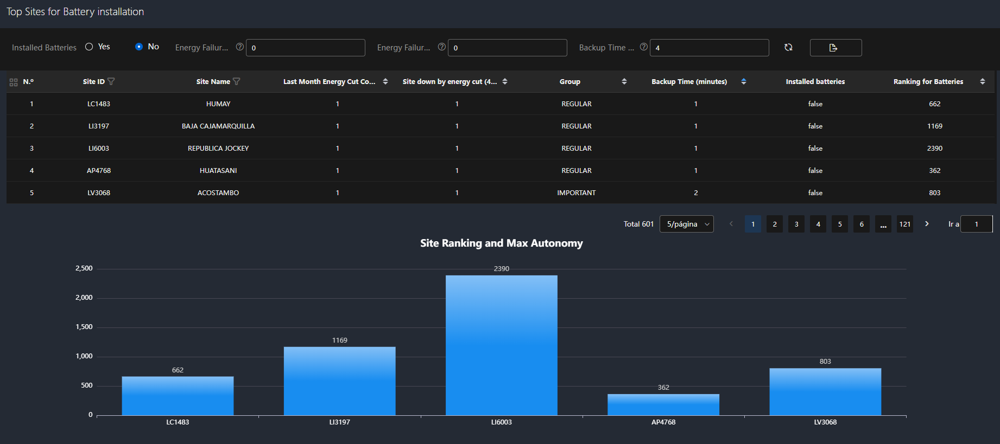 Top Sites for Battery installation
Installed Batteries Yes No Energy Failur... 0 Energy Failur... 0 Backup Time ... 4
N.º Site ID Site Name Last Month Energy Cut Co... Site down by energy cut (4... Group Backup Time (minutes) Installed batteries Ranking for Batteries
1 LC1483 HUMAY 1 1 REGULAR 1 false 662
2 LI3197 BAJA CAJAMARQUILLA 1 1 REGULAR 1 false 1169
3 LI6003 REPUBLICA JOCKEY 1 1 REGULAR 1 false 2390
4 AP4768 HUATASANI 1 1 REGULAR 1 false 362
5 LV3068 ACOSTAMBO 1 1 IMPORTANT 2 false 803
Total 601 5/página 1 2 3 4 5 6 ... 121 Ir a 1
Site Ranking and Max Autonomy
2,500 2390
2,000
1,500
1169
1,000
803
662
500 362
0
LC1483 LI3197 LI6003 AP4768 LV3068